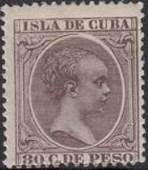 ISLA DE CUBA
80 C. DE PESO